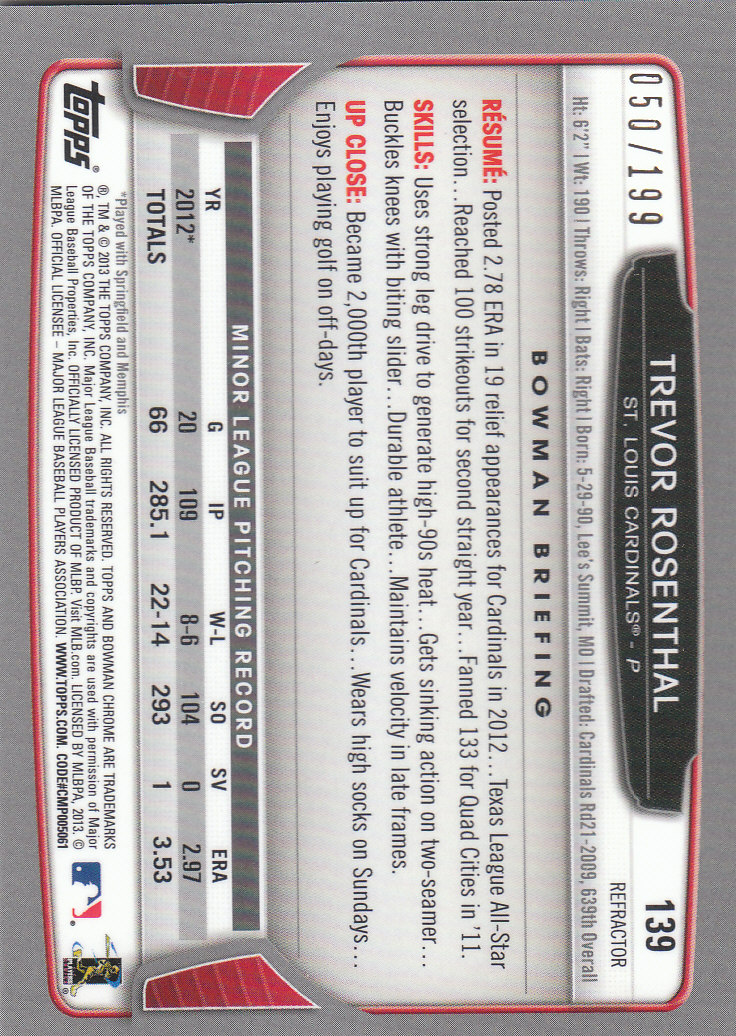 050/199
TREVOR ROSENTHAL
139
ST. LOUIS CARDINALS® - P
REFRACTOR
Ht: 6'2" | Wt: 190 | Throws: Right | Bats: Right | Born: 5-29-90, Lee's Summit, MO | Drafted: Cardinals Rd21-2009, 639th Overall
BOWMAN BRIEFING
RÉSUMÉ: Posted 2.78 ERA in 19 relief appearances for Cardinals in 2012...Texas League All-Star
selection...Reached 100 strikeouts for second straight year...Fanned 133 for Quad Cities in '11.
SKILLS: Uses strong leg drive to generate high-90s heat...Gets sinking action on two-seamer...
Buckles knees with biting slider...Durable athlete...Maintains velocity in late frames.
UP CLOSE: Became 2,000th player to suit up for Cardinals...Wears high socks on Sundays...
Enjoys playing golf on off-days.
MINOR LEAGUE PITCHING RECORD
YR G IP W-L SO SV ERA
2012* 20 109 8-6 104 0 2.97
TOTALS 66 285.1 22-14 293 1 3.53
*Played with Springfield and Memphis
topps®
®, TM & © 2013 THE TOPPS COMPANY, INC. ALL RIGHTS RESERVED. TOPPS AND BOWMAN CHROME ARE TRADEMARKS
OF THE TOPPS COMPANY, INC. Major League Baseball trademarks and copyrights are used with permission of Major
League Baseball Properties, Inc. OFFICIALLY LICENSED PRODUCT OF MLBP. Visit MLB.com. LICENSED BY MLBPA, 2013. ©
MLBPA. OFFICIAL LICENSEE – MAJOR LEAGUE BASEBALL PLAYERS ASSOCIATION. WWW.TOPPS.COM. CODE#CMP005061